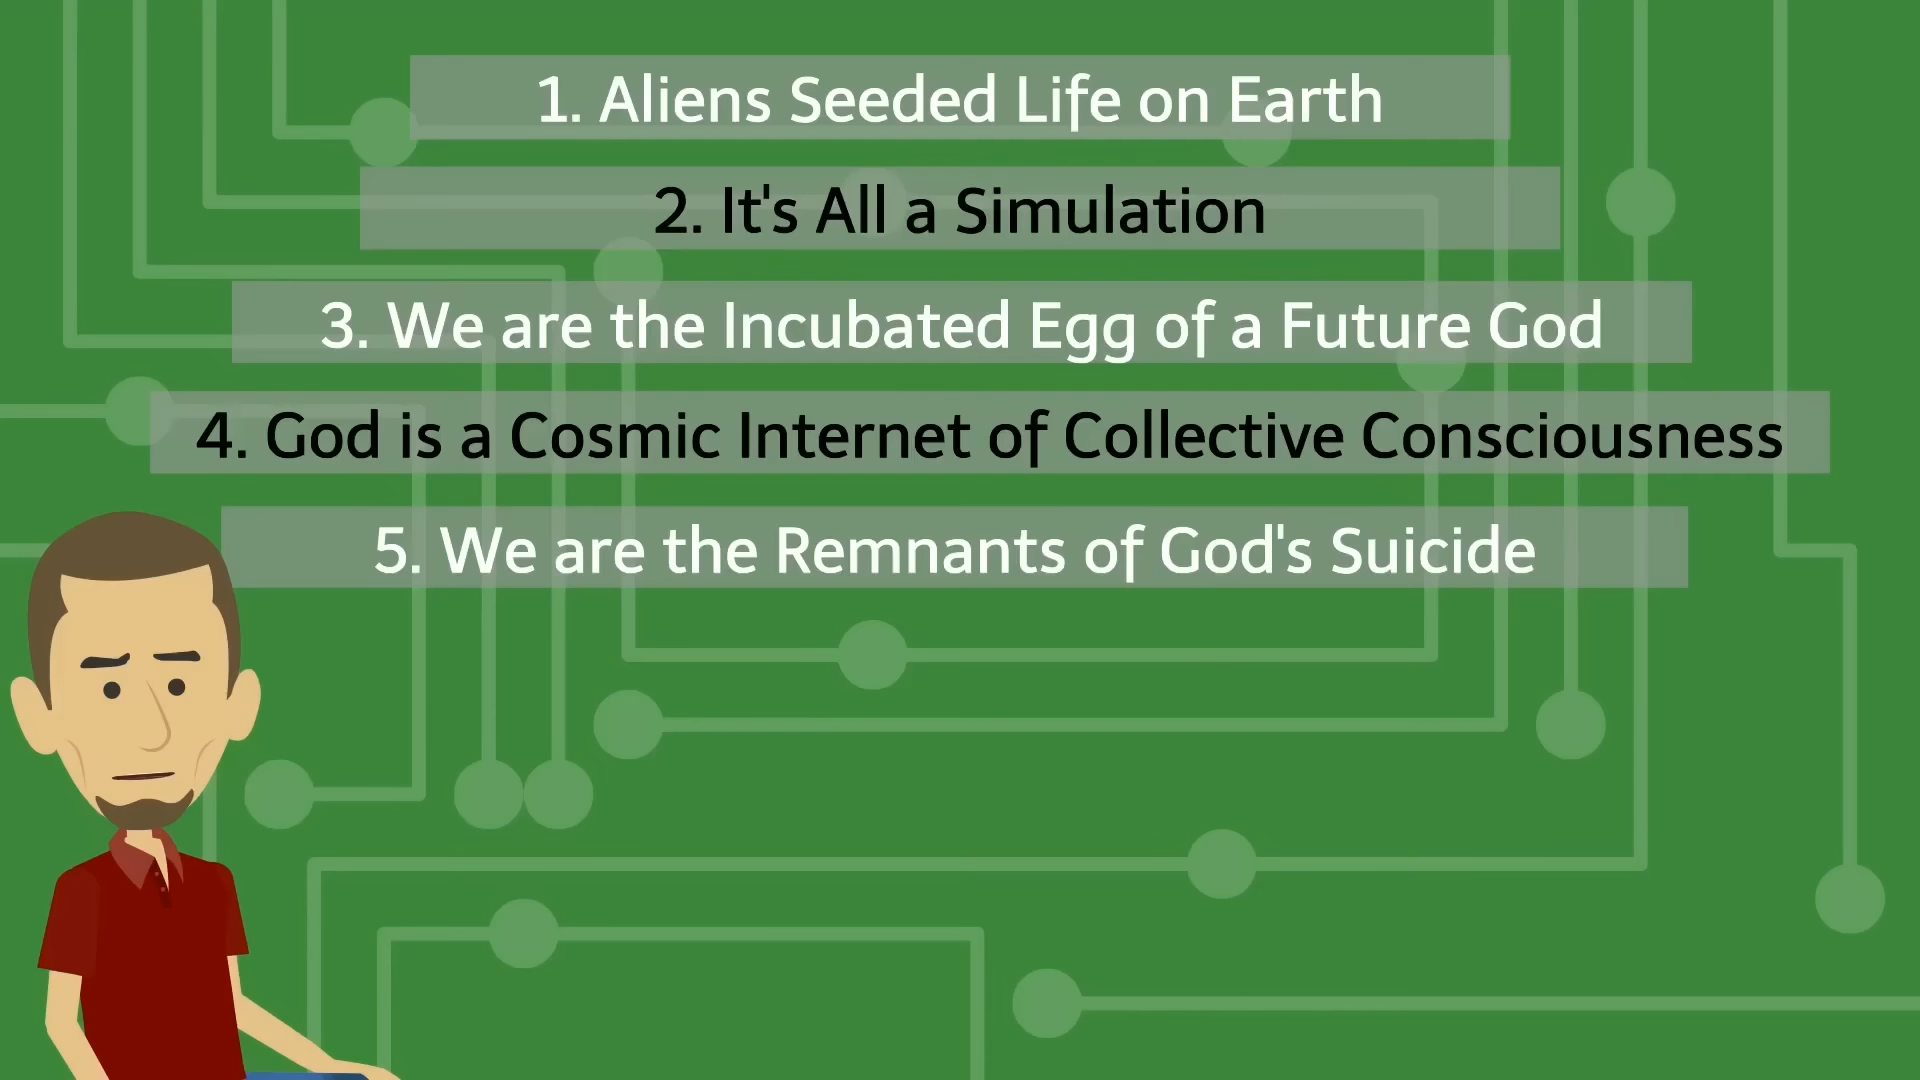 1. Aliens Seeded Life on Earth
2. It's All a Simulation
3. We are the Incubated Egg of a Future God
4. God is a Cosmic Internet of Collective Consciousness
5. We are the Remnants of God's Suicide